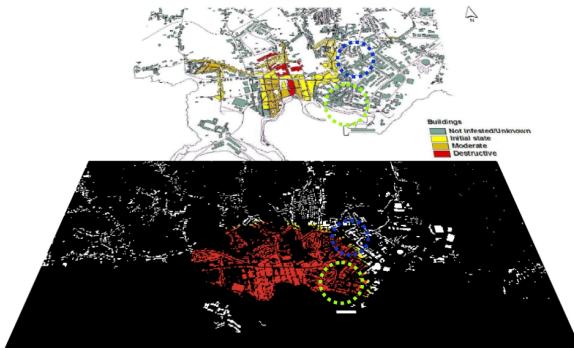 Buildings
Not Infested/Unknown
Initial state
Moderate
Destructive